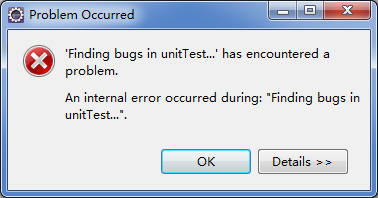 Problem Occurred
'Finding bugs in unitTest...' has encountered a
problem.
An internal error occurred during: "Finding bugs in
unitTest...".
OK
Details >>